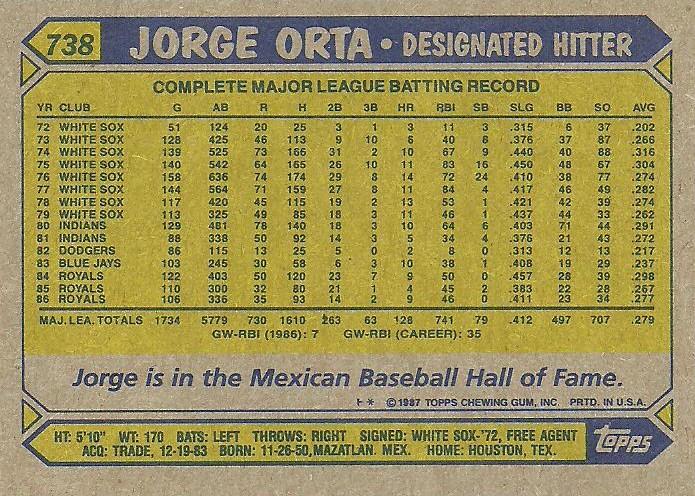 738 JORGE ORTA • DESIGNATED HITTER
COMPLETE MAJOR LEAGUE BATTING RECORD
YR CLUB G AB R H 2B 3B HR RBI SB SLG BB SO AVG
72 WHITE SOX 51 124 20 25 3 1 3 11 3 .315 6 37 .202
73 WHITE SOX 128 425 46 113 9 10 6 40 8 .376 37 87 .266
74 WHITE SOX 139 525 73 166 31 2 10 67 9 .440 40 88 .316
75 WHITE SOX 140 542 64 165 26 10 11 83 16 .450 48 67 .304
76 WHITE SOX 158 636 74 174 29 8 14 72 24 .410 38 77 .274
77 WHITE SOX 144 564 71 159 27 8 11 84 4 .417 46 49 .282
78 WHITE SOX 117 420 45 115 19 2 13 53 1 .421 42 39 .274
79 WHITE SOX 113 325 49 85 18 3 11 46 1 .437 44 33 .262
80 INDIANS 129 481 78 140 18 3 10 64 6 .403 71 44 .291
81 INDIANS 88 338 50 92 14 3 5 34 4 .376 21 43 .272
82 DODGERS 86 115 13 25 5 0 2 8 0 .313 12 13 .217
83 BLUE JAYS 103 245 30 58 6 3 10 38 1 .408 19 29 .237
84 ROYALS 122 403 50 120 23 7 9 50 0 .457 28 39 .298
85 ROYALS 110 300 32 80 21 1 4 45 2 .383 22 28 .267
86 ROYALS 106 336 35 93 14 2 9 46 0 .411 23 34 .277
MAJ. LEA. TOTALS 1734 5779 730 1610 263 63 128 741 79 .412 497 707 .279
GW-RBI (1986): 7 GW-RBI (CAREER): 35
Jorge is in the Mexican Baseball Hall of Fame.
** © 1987 TOPPS CHEWING GUM, INC. PRTD. IN U.S.A.
HT: 5'10" WT: 170 BATS: LEFT THROWS: RIGHT SIGNED: WHITE SOX-'72, FREE AGENT
ACQ: TRADE, 12-19-83 BORN: 11-26-50, MAZATLAN. MEX. HOME: HOUSTON, TEX.
TOPPS